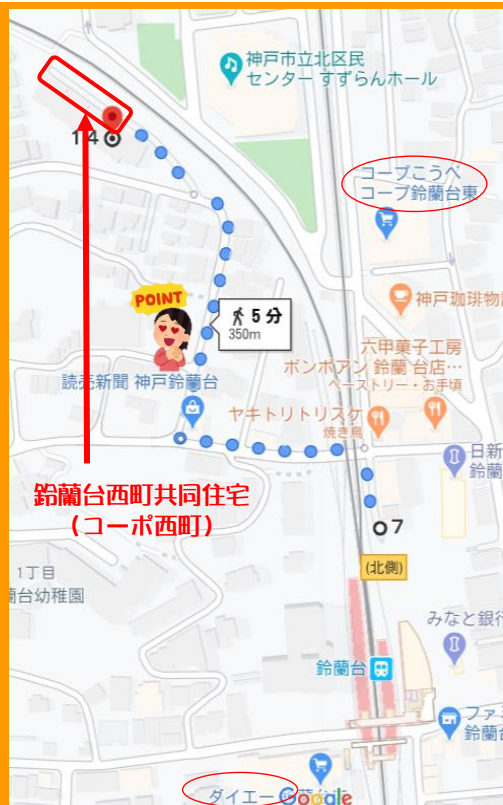 神戸市立北区民
センター すずらんホール
14
コープこうべ
コープ鈴蘭台東
POINT
5 分
350m
神戸珈琲物
六甲菓子工房
ボンボアン 鈴蘭 台店…
ペーストリー・お手頃
読売新聞 神戸鈴蘭台
ヤキトリトリスケ
焼き鳥
日新
鈴蘭
鈴蘭台西町共同住宅
(コーポ西町)
7
(北側)
1丁目
蘭台幼稚園
みなと銀行
鈴蘭台
ファミ
鈴蘭台
ダイエー
Google